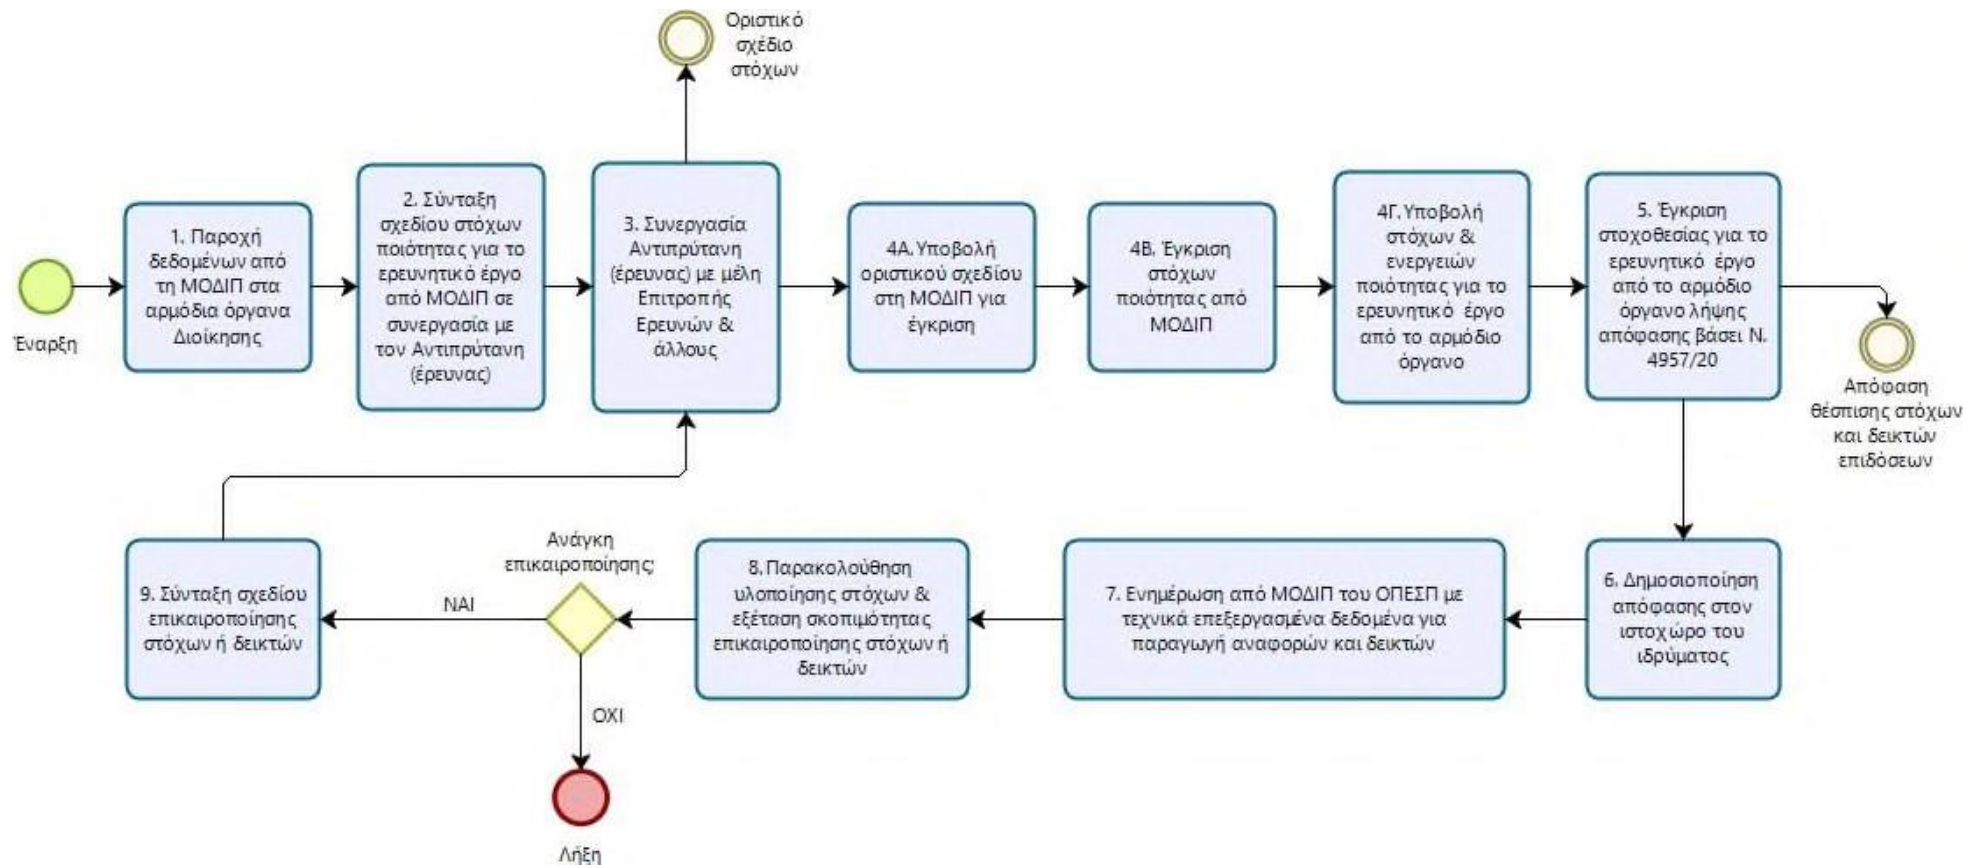 Οριστικό
σχέδιο
στόχων
Έναρξη
1. Παροχή
δεδομένων από
τη ΜΟΔΙΠ στα
αρμόδια όργανα
Διοίκησης
2. Σύνταξη
σχεδίου στόχων
ποιότητας για το
ερευνητικό έργο
από ΜΟΔΙΠ σε
συνεργασία με
τον Αντιπρύτανη
(έρευνας)
3. Συνεργασία
Αντιπρύτανη
(έρευνας) με μέλη
Επιτροπής
Ερευνών &
άλλους
4Α. Υποβολή
οριστικού σχεδίου
στη ΜΟΔΙΠ για
έγκριση
4Β. Έγκριση
στόχων
ποιότητας από
ΜΟΔΙΠ
4Γ. Υποβολή
στόχων &
ενεργειών
ποιότητας για το
ερευνητικό έργο
από το αρμόδιο
όργανο
5. Έγκριση
στοχοθεσίας για το
ερευνητικό έργο
από το αρμόδιο
όργανο λήψης
απόφασης βάσει Ν.
4957/20
Απόφαση
θέσπισης στόχων
και δεικτών
επιδόσεων
6. Δημοσιοποίηση
απόφασης στον
ιστοχώρο του
ιδρύματος
7. Ενημέρωση από ΜΟΔΙΠ του ΟΠΕΣΠ με
τεχνικά επεξεργασμένα δεδομένα για
παραγωγή αναφορών και δεικτών
8. Παρακολούθηση
υλοποίησης στόχων &
εξέταση σκοπιμότητας
επικαιροποίησης στόχων ή
δεικτών
Ανάγκη
επικαιροποίησης;
ΝΑΙ
ΟΧΙ
9. Σύνταξη σχεδίου
επικαιροποίησης
στόχων ή δεικτών
Λήξη